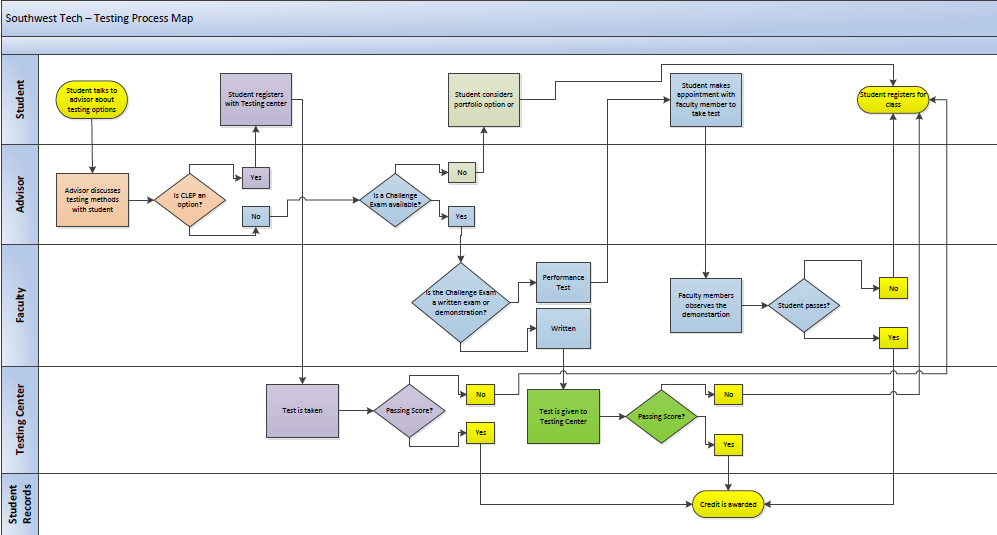 Southwest Tech – Testing Process Map
Student
Student talks to
advisor about
testing options
Student registers
with Testing center
Student considers
portfolio option or
Student makes
appointment with
faculty member to
take test
Student registers for
class
Advisor
Advisor discusses
testing methods
with student
Is CLEP an
option?
Yes
No
Is a Challenge
Exam available?
No
Yes
Faculty
Is the Challenge Exam
a written exam or
demonstration?
Performance
Test
Written
Faculty members
observes the
demonstartion
Student passes?
No
Yes
Testing Center
Test is taken
Passing Score?
No
Yes
Test is given to
Testing Center
Passing Score?
No
Yes
Student
Records
Credit is awarded